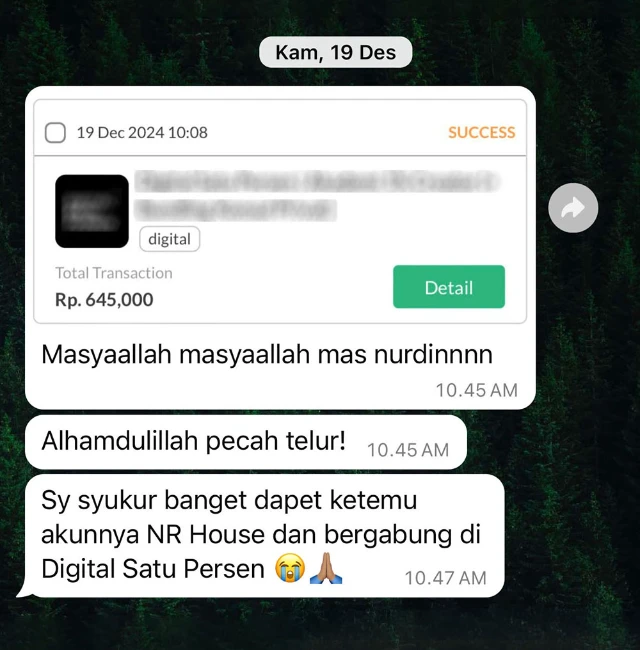 Kam, 19 Des
19 Dec 2024 10:08
SUCCESS
digital
Total Transaction
Rp. 645,000
Detail
Masyaallah masyaallah mas nurdinnnn
10.45 AM
Alhamdulillah pecah telur!
10.45 AM
Sy syukur banget dapet ketemu
akunnya NR House dan bergabung di
Digital Satu Persen 😭🙏🏽
10.47 AM